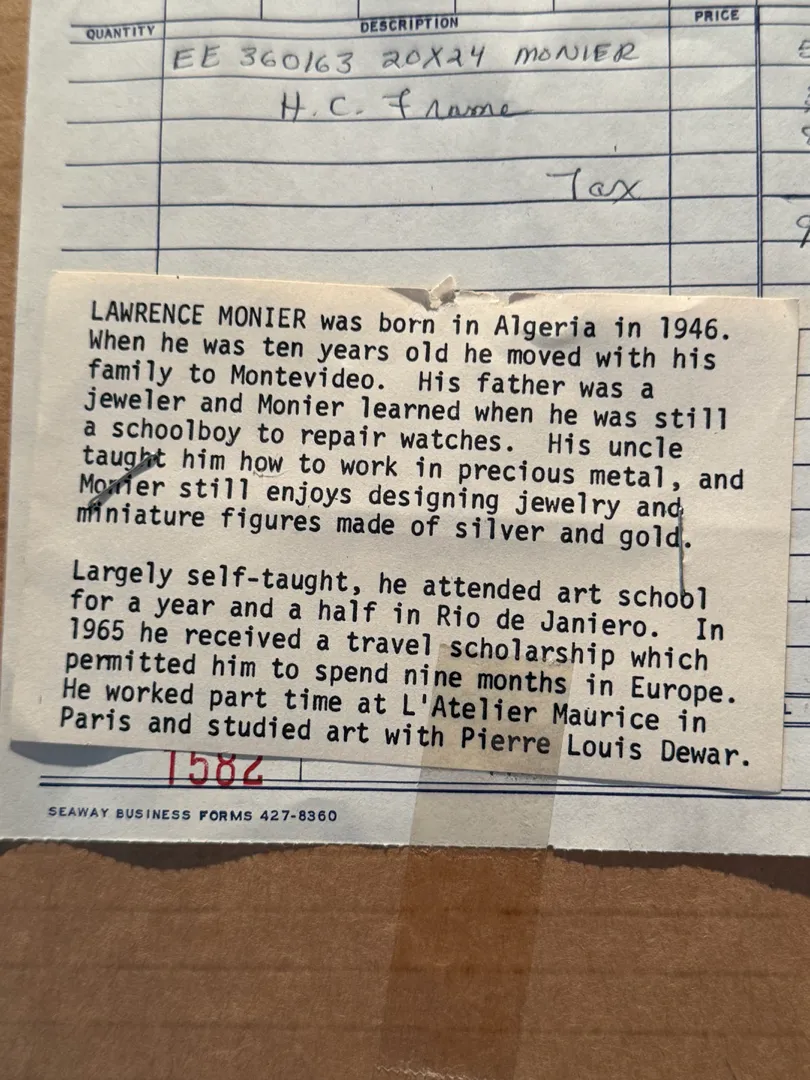 QUANTITY DESCRIPTION PRICE
EE 360163 20X24 MONIER
H.C. Frame
Tax
LAWRENCE MONIER was born in Algeria in 1946.
When he was ten years old he moved with his
family to Montevideo. His father was a
jeweler and Monier learned when he was still
a schoolboy to repair watches. His uncle
taught him how to work in precious metal, and
Monier still enjoys designing jewelry and
miniature figures made of silver and gold.
Largely self-taught, he attended art school
for a year and a half in Rio de Janiero. In
1965 he received a travel scholarship which
permitted him to spend nine months in Europe.
He worked part time at L'Atelier Maurice in
Paris and studied art with Pierre Louis Dewar.
1582
SEAWAY BUSINESS FORMS 427-8360